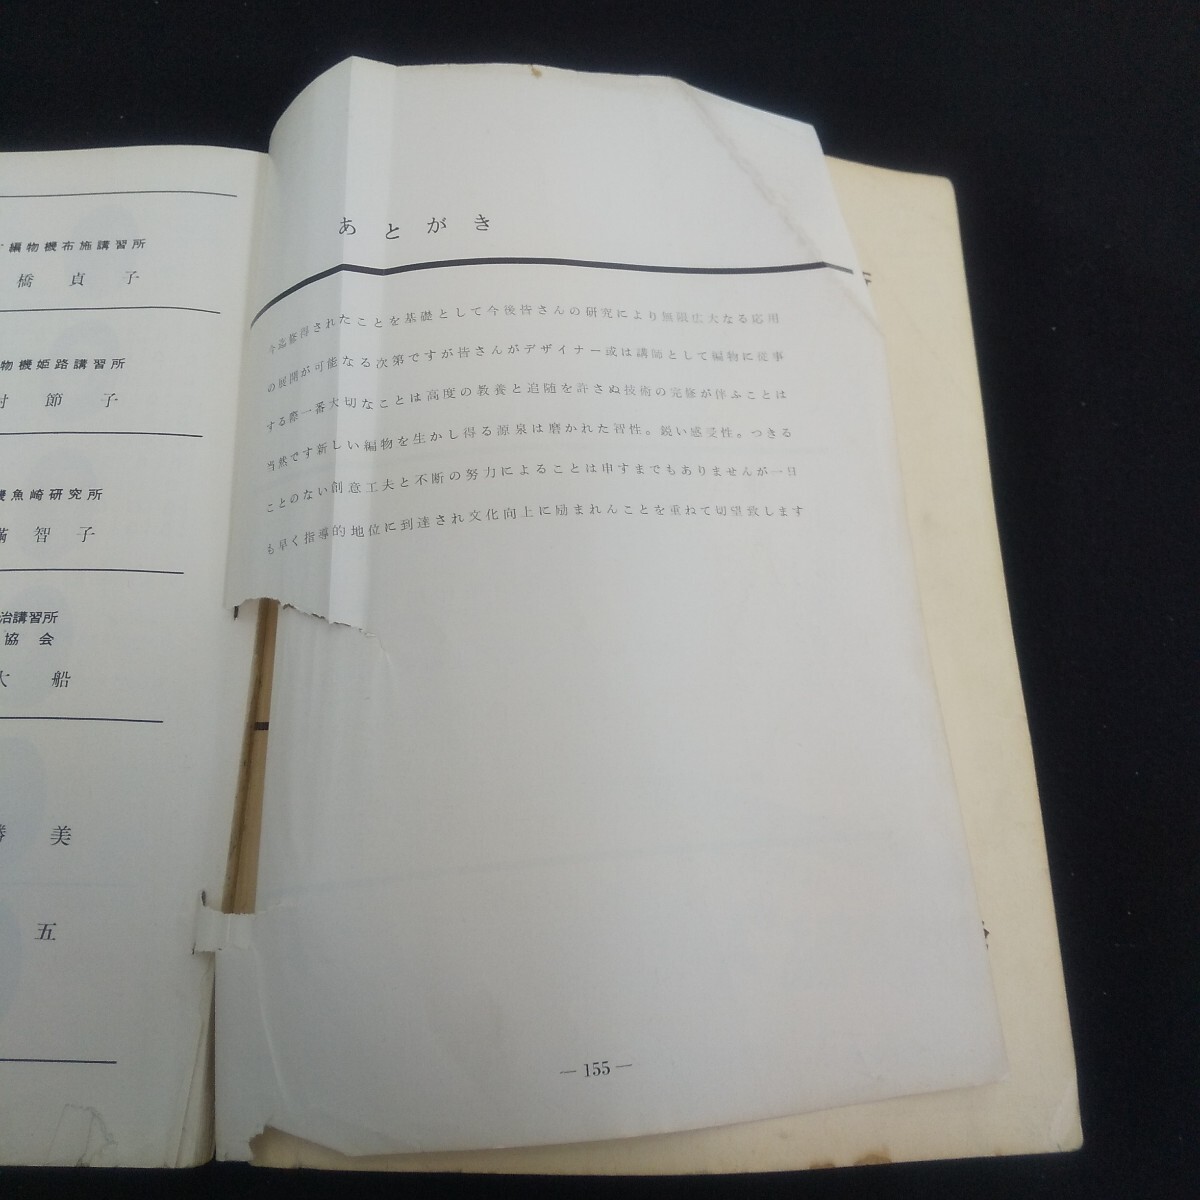 編物機布施講習所
橋貞子
物機姫路講習所
村節子
魚崎研究所
智子
治講習所
協会
大船
美
五
あとがき
今迄修得されたことを基礎として今後皆さんの研究により無限広大なる応用
の展開が可能なる次第ですが皆さんがデザイナー或は講師として編物に従事
する際一番大切なことは高度の教養と追随を許さぬ技術の完修が伴ふことは
当然です新しい編物を生かし得る源泉は磨かれた習性。鋭い感受性。つきる
ことのない創意工夫と不断の努力によることは申すまでもありませんが一日
も早く指導的地位に到達され文化向上に励まれんことを重ねて切望致します
— 155 —